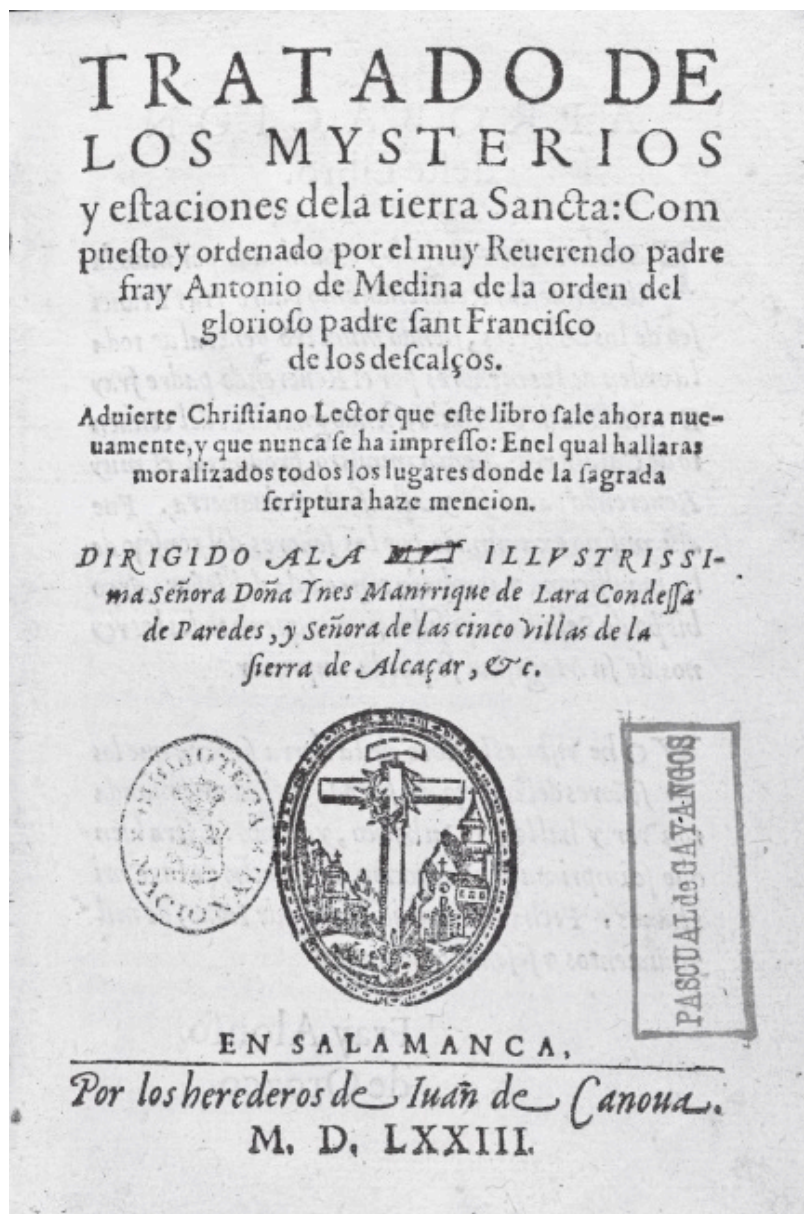 TRATADO DE
LOS MYSTERIOS
y eſtaciones dela tierra Sancta: Com
pueſto y ordenado por el muy Reuerendo padre
fray Antonio de Medina de la orden del
glorioſo padre ſant Franciſco
de los deſcalços.
Aduierte Chriſtiano Lector que eſte libro ſale ahora nue-
uamente, y que nunca ſe ha impreſſo: Enel qual hallaras
moralizados todos los lugares donde la ſagrada
ſcriptura haze mencion.
DIRIGIDO ALA MUY ILLVSTRISSI-
ma Señora Doña Ynes Manrrique de Lara Condeſſa
de Paredes, y Señora de las cinco Villas de la
ſierra de Alcaçar, &c.
NACIONAL
PASCUAL de GAYANGOS
EN SALAMANCA,
Por los herederos de Iuan de Canoua.
M. D. LXXIII.